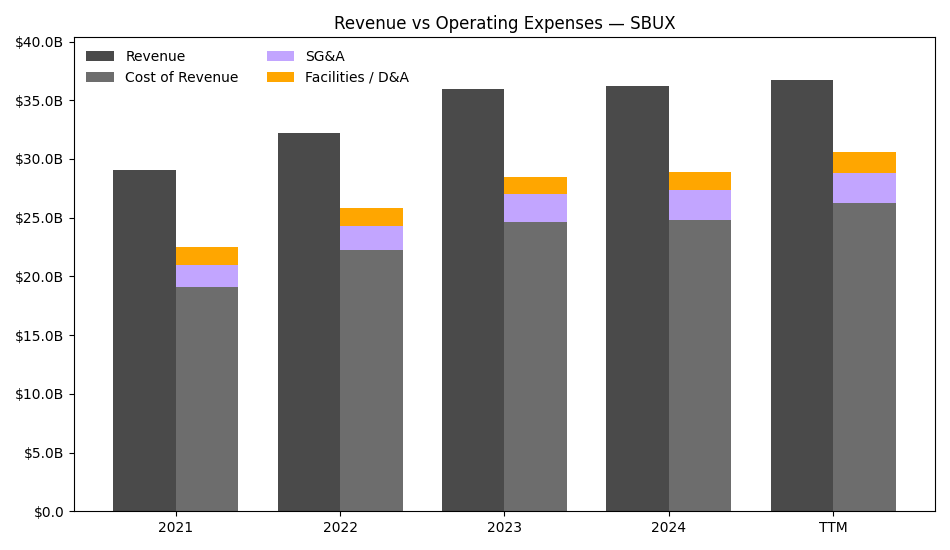 Revenue vs Operating Expenses — SBUX
$40.0B
$35.0B
$30.0B
$25.0B
$20.0B
$15.0B
$10.0B
$5.0B
$0.0
Revenue
Cost of Revenue
SG&A
Facilities / D&A
2021
2022
2023
2024
TTM